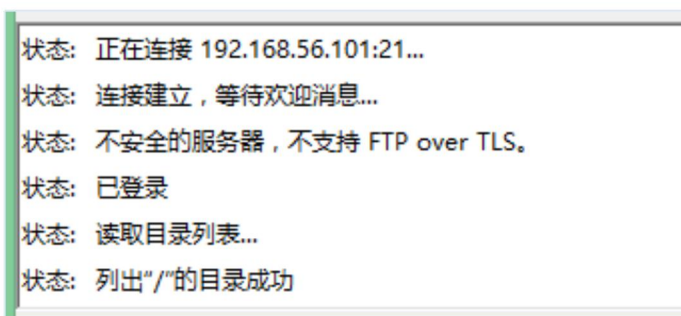 状态: 正在连接 192.168.56.101:21...
状态: 连接建立，等待欢迎消息...
状态: 不安全的服务器，不支持 FTP over TLS。
状态: 已登录
状态: 读取目录列表...
状态: 列出“/”的目录成功